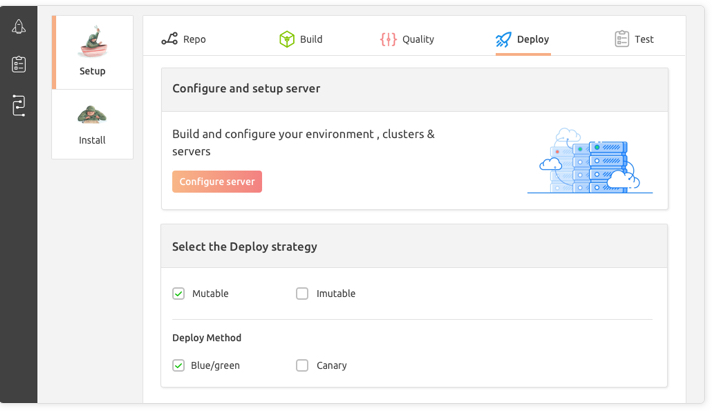 Repo
Build
Quality
Deploy
Test
Setup
Install
Configure and setup server
Build and configure your environment , clusters &
servers
Configure server
Select the Deploy strategy
Mutable
Imutable
Deploy Method
Blue/green
Canary